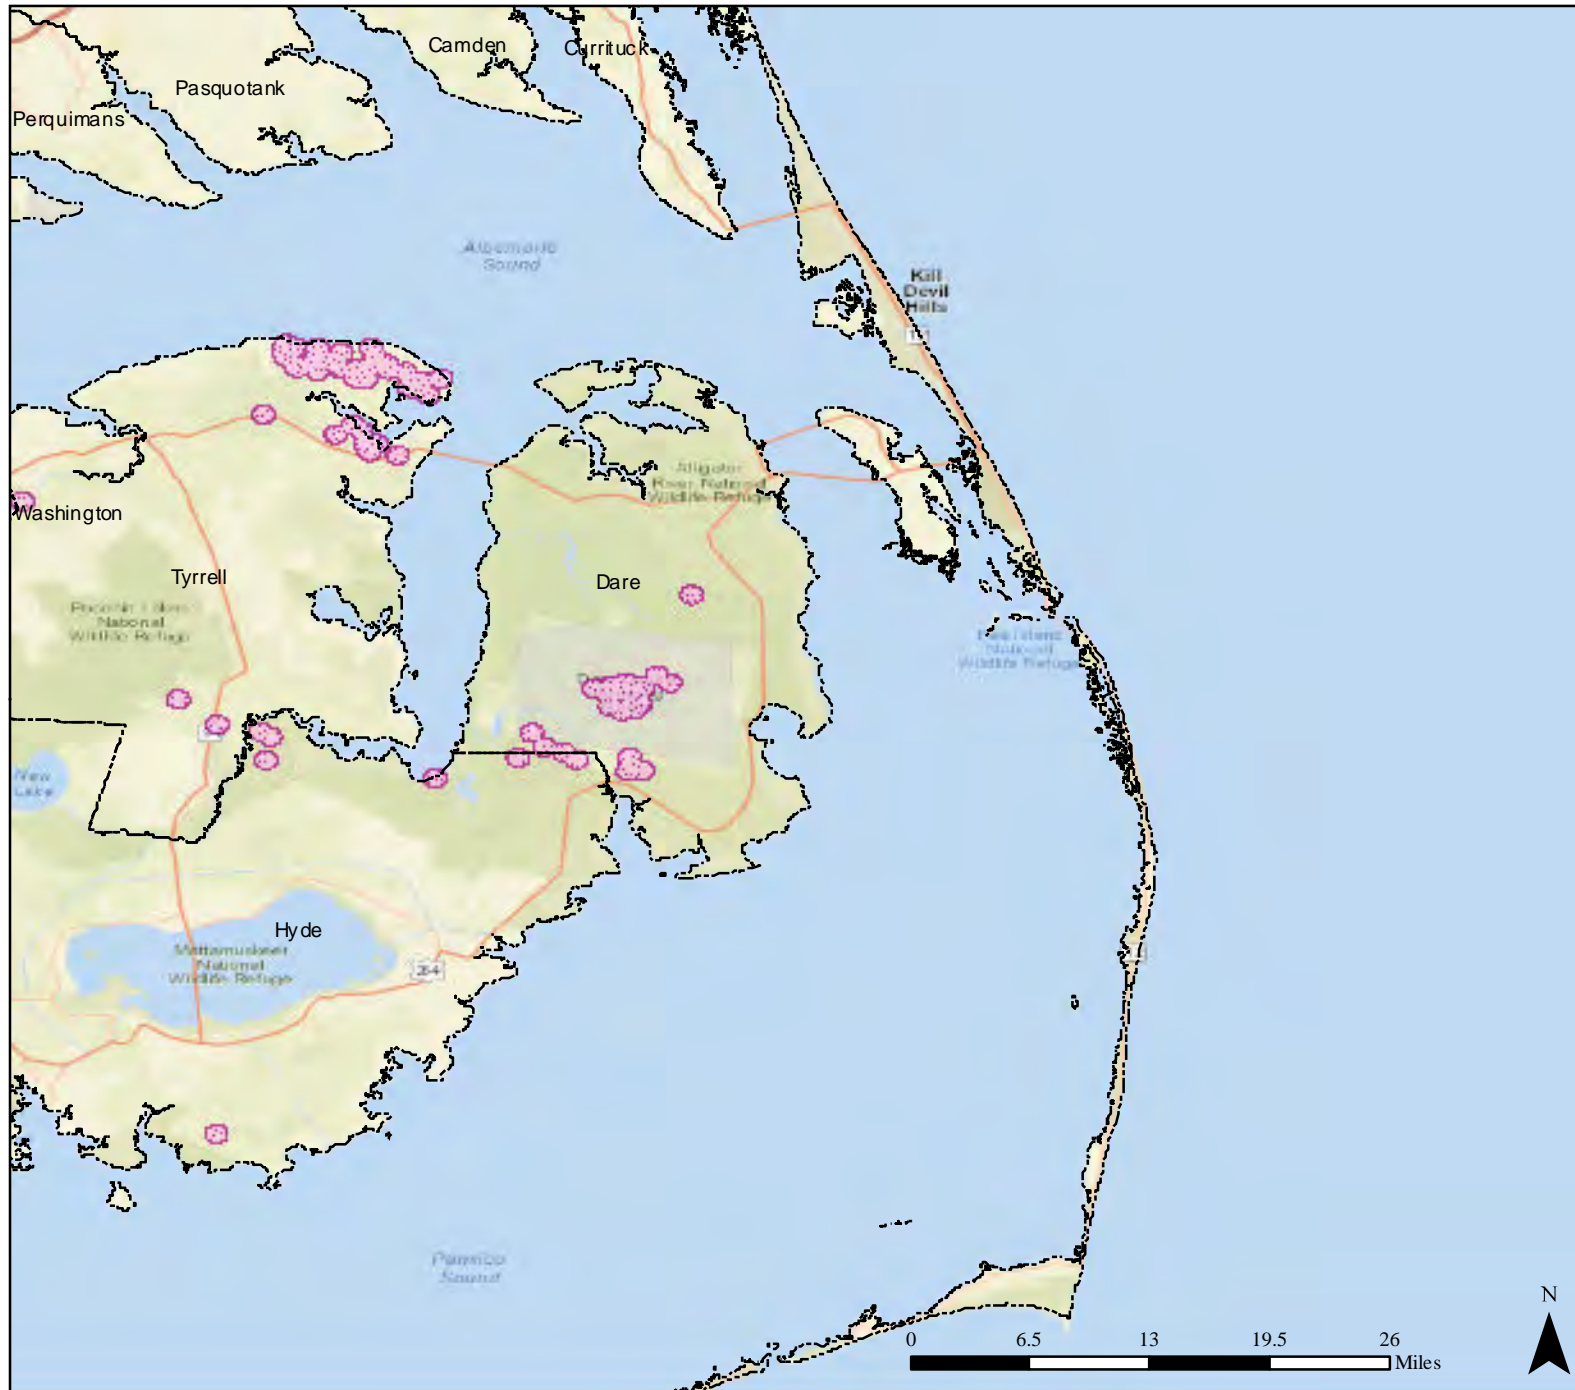 Camden
Currituck
Pasquotank
Perquimans
Albemarle
Sound
Kill
Devil
Hills
Alligator
River National
Wildlife Refuge
Washington
Tyrrell
Dare
National
Wildlife Refuge
Pea Island
National
Wildlife Refuge
New
Lake
Hyde
Mattamuskeet
National
Wildlife Refuge
264
Pamlico
Sound
N
0 6.5 13 19.5 26
Miles